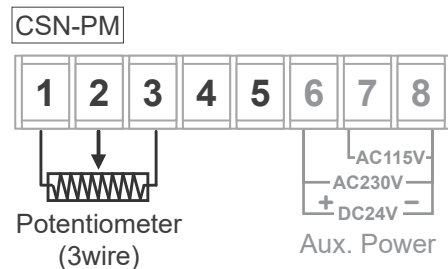 CSN-PM
1 2 3 4 5 6 7 8
AC115V
AC230V
+ DC24V −
Potentiometer
(3wire)
Aux. Power